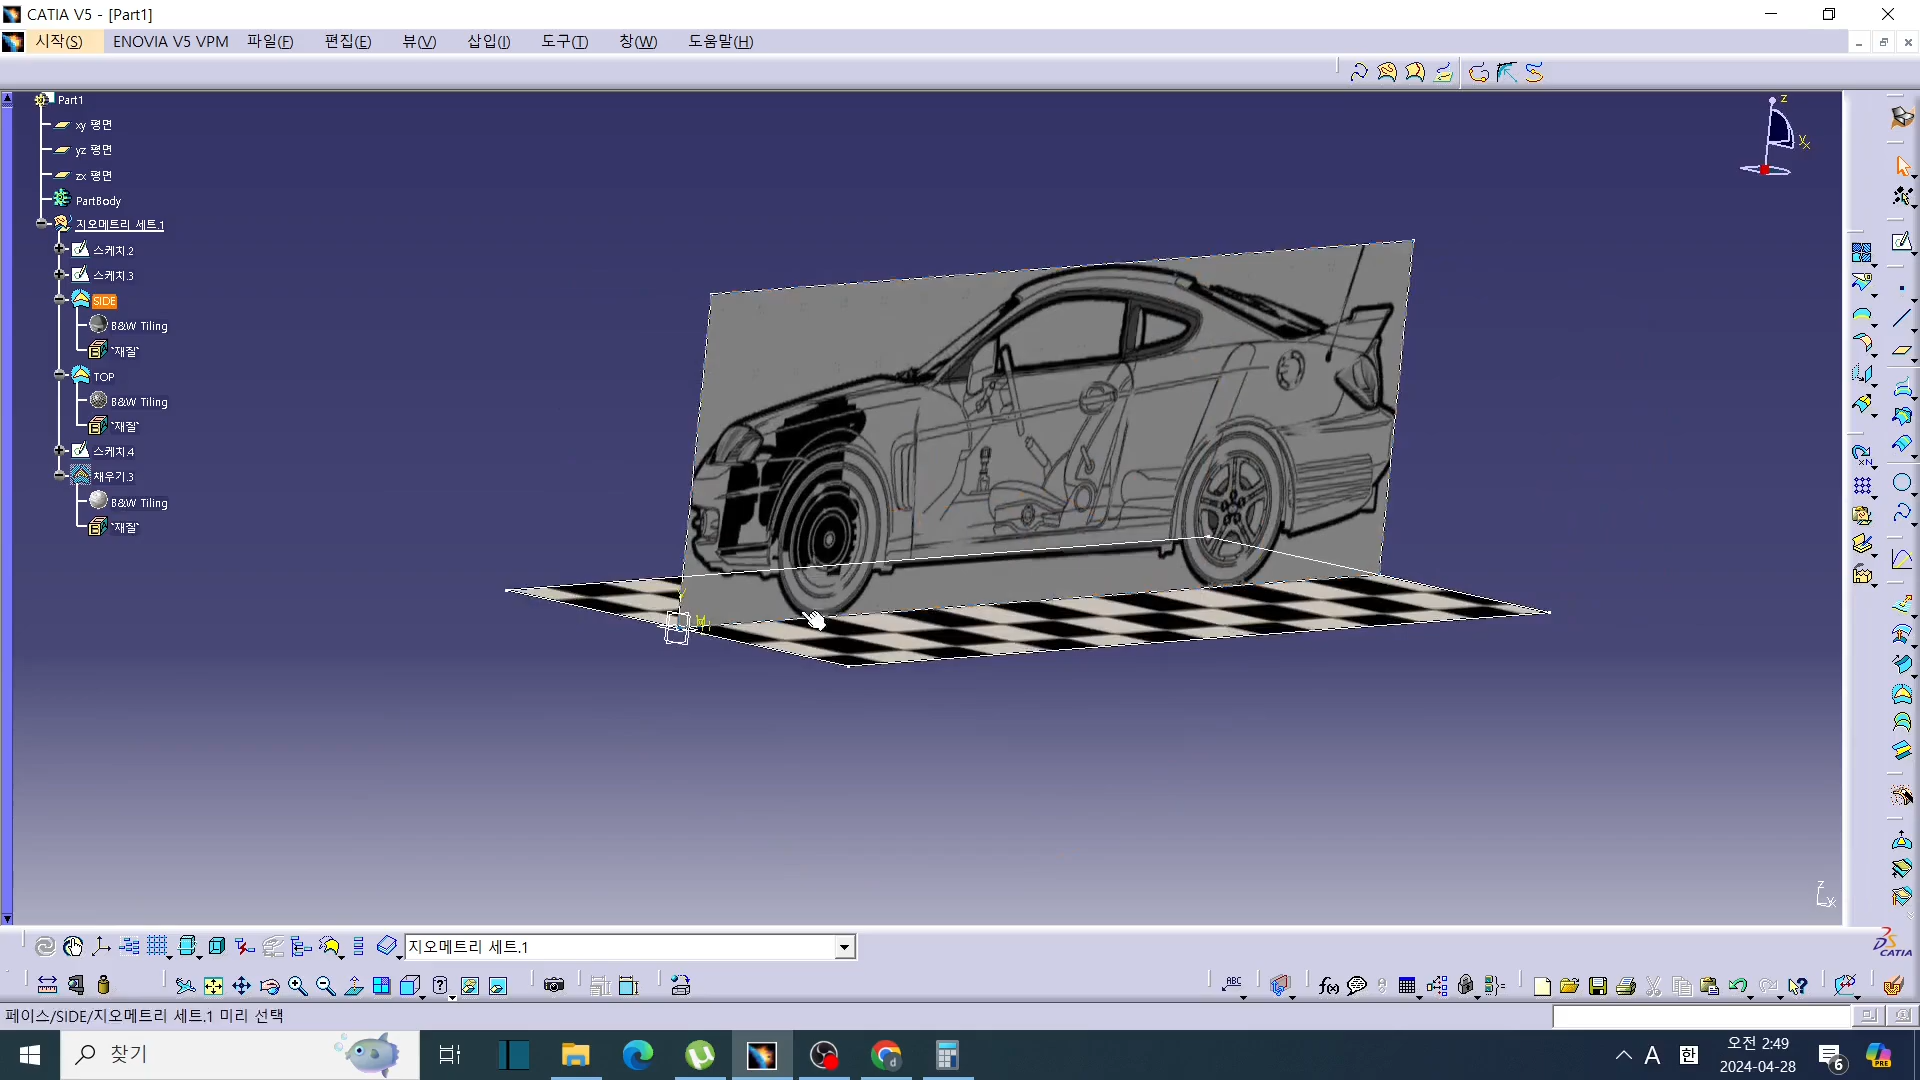 CATIA V5 - [Part1]
시작(S) ENOVIA V5 VPM 파일(F) 편집(E) 뷰(V) 삽입(I) 도구(T) 창(W) 도움말(H)
Part1
xy 평면
yz 평면
zx 평면
PartBody
지오메트리 세트.1
스케치.2
스케치.3
SIDE
B&W Tiling
`재질`
TOP
B&W Tiling
`재질`
스케치.4
채우기.3
B&W Tiling
`재질`
z
y
x
z
x
지오메트리 세트.1
CATIA
ABC
f(x)
페이스/SIDE/지오메트리 세트.1 미리 선택
찾기
A 한
오전 2:49
2024-04-28
6
PRE